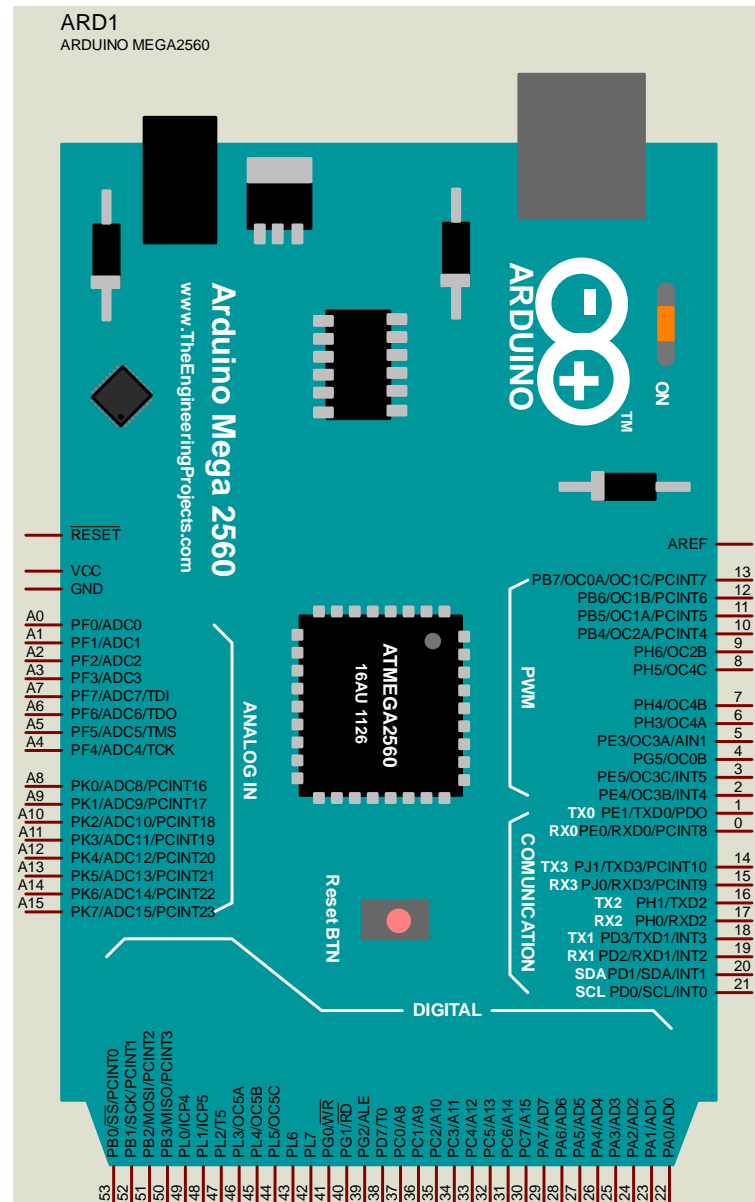 ARD1
ARDUINO MEGA2560
Arduino Mega 2560
www.TheEngineeringProjects.com
ARDUINO
TM
ON
RESET
VCC
GND
A0 PF0/ADC0
A1 PF1/ADC1
A2 PF2/ADC2
A3 PF3/ADC3
A7 PF7/ADC7/TDI
A6 PF6/ADC6/TDO
A5 PF5/ADC5/TMS
A4 PF4/ADC4/TCK
A8 PK0/ADC8/PCINT16
A9 PK1/ADC9/PCINT17
A10 PK2/ADC10/PCINT18
A11 PK3/ADC11/PCINT19
A12 PK4/ADC12/PCINT20
A13 PK5/ADC13/PCINT21
A14 PK6/ADC14/PCINT22
A15 PK7/ADC15/PCINT23
ANALOG IN
ATMEGA2560
16AU 1126
Reset BTN
AREF
PB7/OC0A/OC1C/PCINT7 13
PB6/OC1B/PCINT6 12
PB5/OC1A/PCINT5 11
PB4/OC2A/PCINT4 10
PH6/OC2B 9
PH5/OC4C 8
PH4/OC4B 7
PH3/OC4A 6
PE3/OC3A/AIN1 5
PG5/OC0B 4
PE5/OC3C/INT5 3
PE4/OC3B/INT4 2
PWM
TX0 PE1/TXD0/PDO 1
RX0 PE0/RXD0/PCINT8 0
TX3 PJ1/TXD3/PCINT10 14
RX3 PJ0/RXD3/PCINT9 15
TX2 PH1/TXD2 16
RX2 PH0/RXD2 17
TX1 PD3/TXD1/INT3 18
RX1 PD2/RXD1/INT2 19
SDA PD1/SDA/INT1 20
SCL PD0/SCL/INT0 21
COMUNICATION
DIGITAL
PB0/SS/PCINT0 53
PB1/SCK/PCINT1 52
PB2/MOSI/PCINT2 51
PB3/MISO/PCINT3 50
PL0/ICP4 49
PL1/ICP5 48
PL2/T5 47
PL3/OC5A 46
PL4/OC5B 45
PL5/OC5C 44
PL6 43
PL7 42
PG0/WR 41
PG1/RD 40
PG2/ALE 39
PD7/T0 38
PC0/A8 37
PC1/A9 36
PC2/A10 35
PC3/A11 34
PC4/A12 33
PC5/A13 32
PC6/A14 31
PC7/A15 30
PA7/AD7 29
PA6/AD6 28
PA5/AD5 27
PA4/AD4 26
PA3/AD3 25
PA2/AD2 24
PA1/AD1 23
PA0/AD0 22